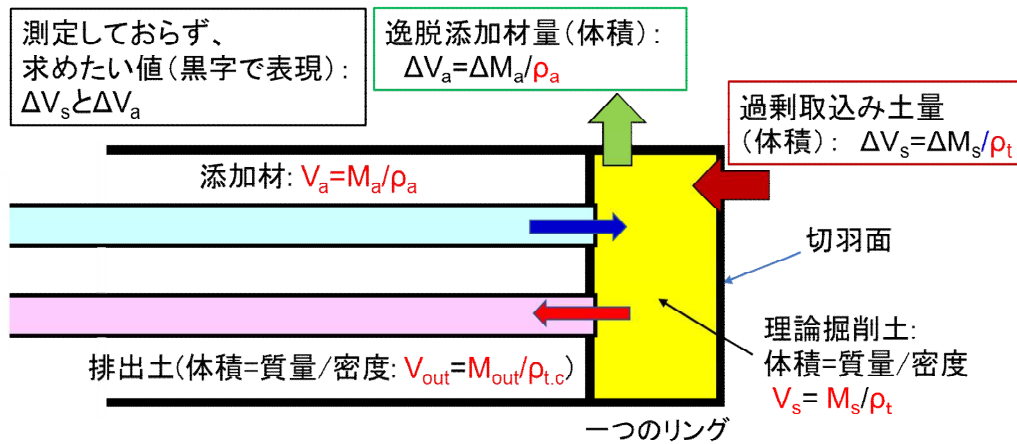 測定しておらず、
求めたい値(黒字で表現):
ΔVsとΔVa
逸脱添加材量(体積):
ΔVa=ΔMa/ρa
過剰取込み土量
(体積): ΔVs=ΔMs/ρt
添加材: Va=Ma/ρa
切羽面
理論掘削土:
体積=質量/密度
Vs= Ms/ρt
排出土(体積=質量/密度: Vout=Mout/ρt.c)
一つのリング